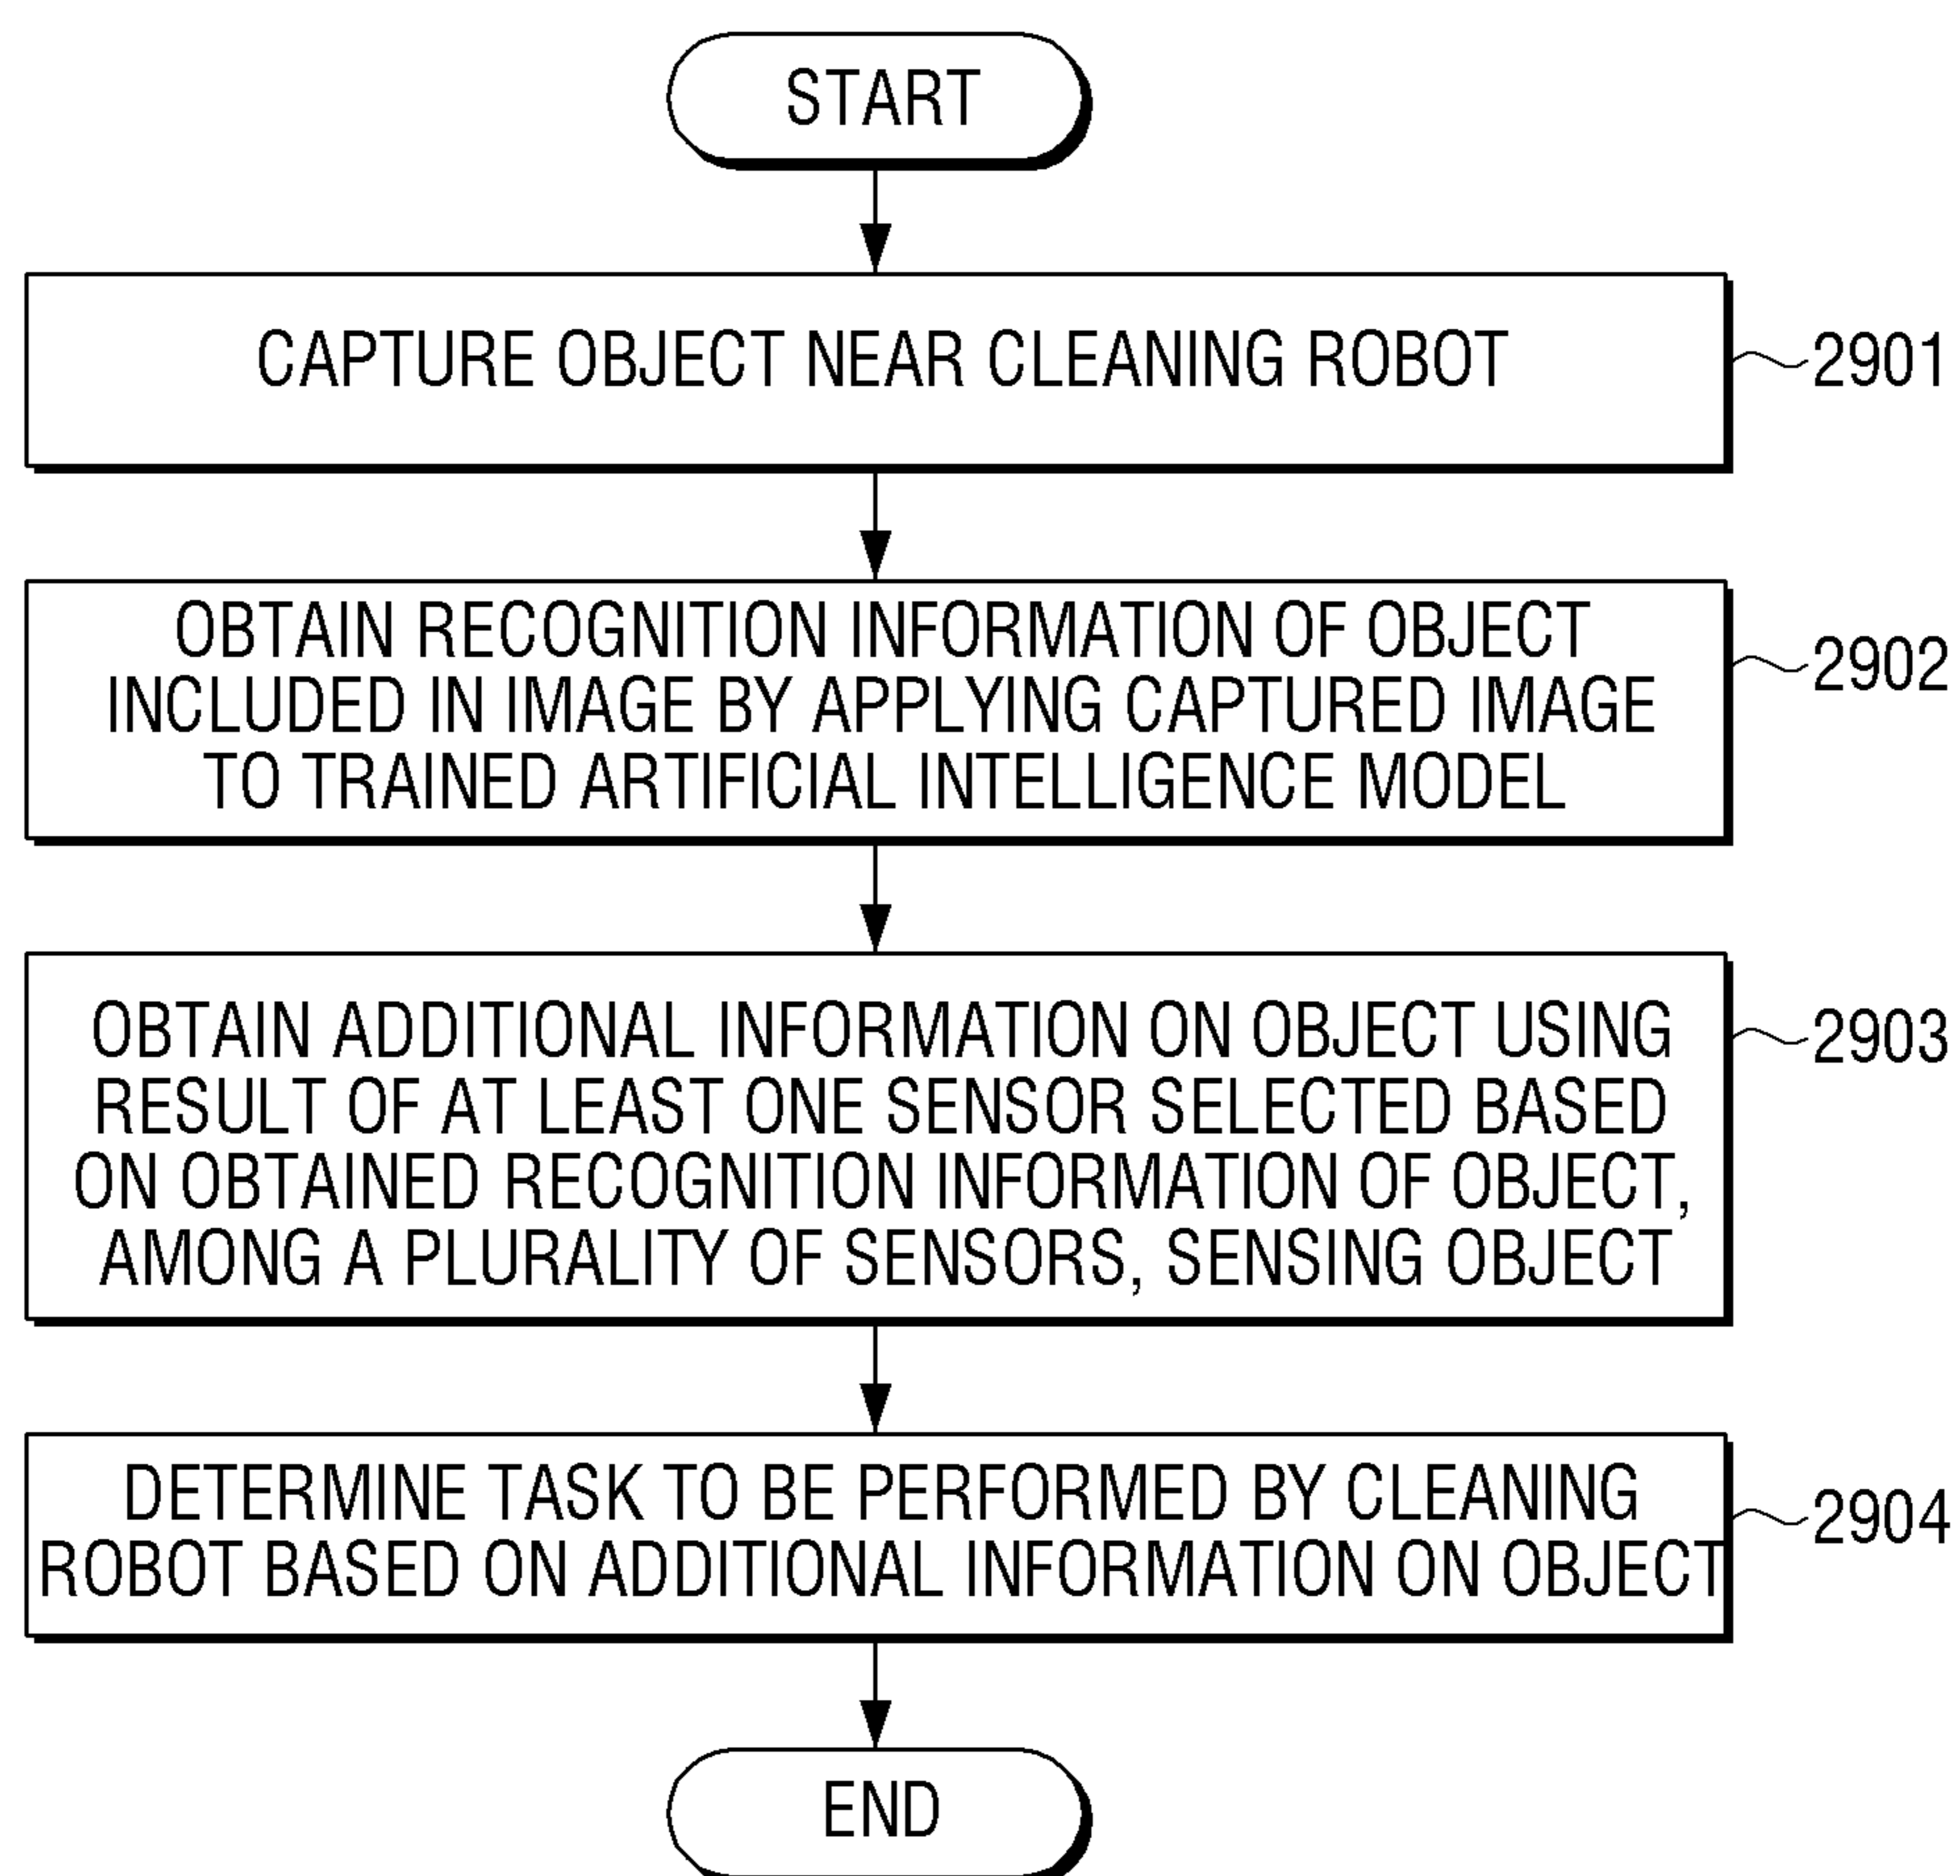 START
CAPTURE OBJECT NEAR CLEANING ROBOT
2901
OBTAIN RECOGNITION INFORMATION OF OBJECT
INCLUDED IN IMAGE BY APPLYING CAPTURED IMAGE
TO TRAINED ARTIFICIAL INTELLIGENCE MODEL
2902
OBTAIN ADDITIONAL INFORMATION ON OBJECT USING
RESULT OF AT LEAST ONE SENSOR SELECTED BASED
ON OBTAINED RECOGNITION INFORMATION OF OBJECT,
AMONG A PLURALITY OF SENSORS, SENSING OBJECT
2903
DETERMINE TASK TO BE PERFORMED BY CLEANING
ROBOT BASED ON ADDITIONAL INFORMATION ON OBJECT
2904
END